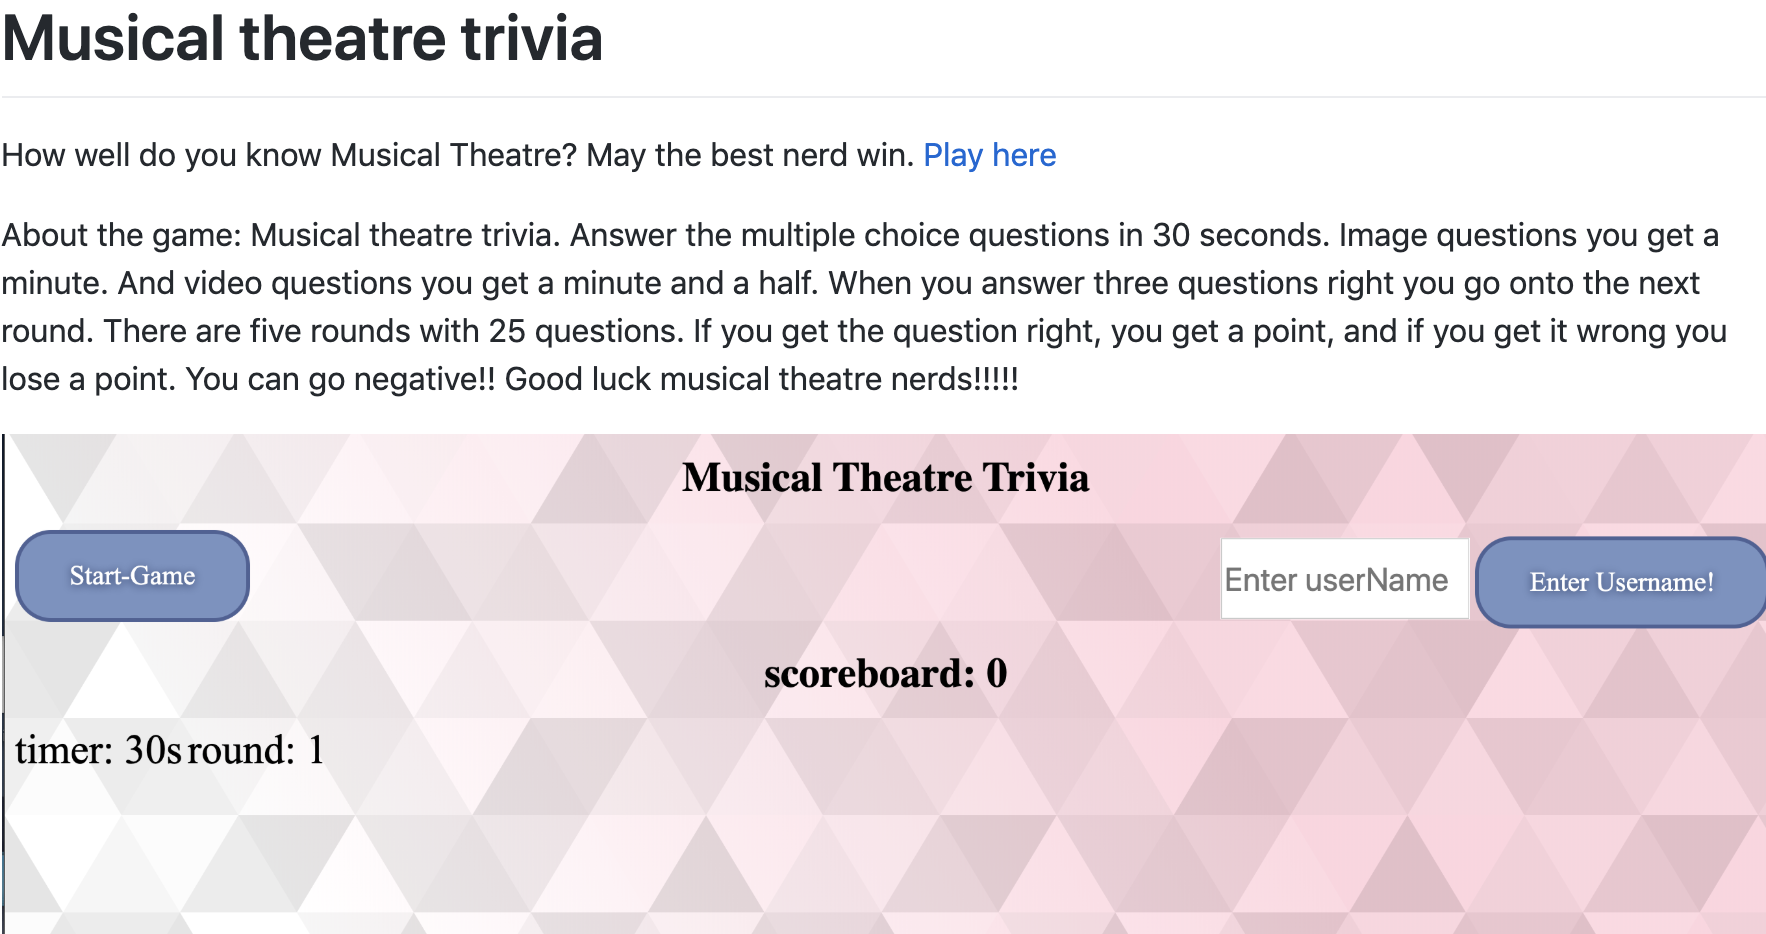 Musical theatre trivia
How well do you know Musical Theatre? May the best nerd win. Play here
About the game: Musical theatre trivia. Answer the multiple choice questions in 30 seconds. Image questions you get a
minute. And video questions you get a minute and a half. When you answer three questions right you go onto the next
round. There are five rounds with 25 questions. If you get the question right, you get a point, and if you get it wrong you
lose a point. You can go negative!! Good luck musical theatre nerds!!!!!
Musical Theatre Trivia
Start-Game
Enter userName
Enter Username!
scoreboard: 0
timer: 30s round: 1